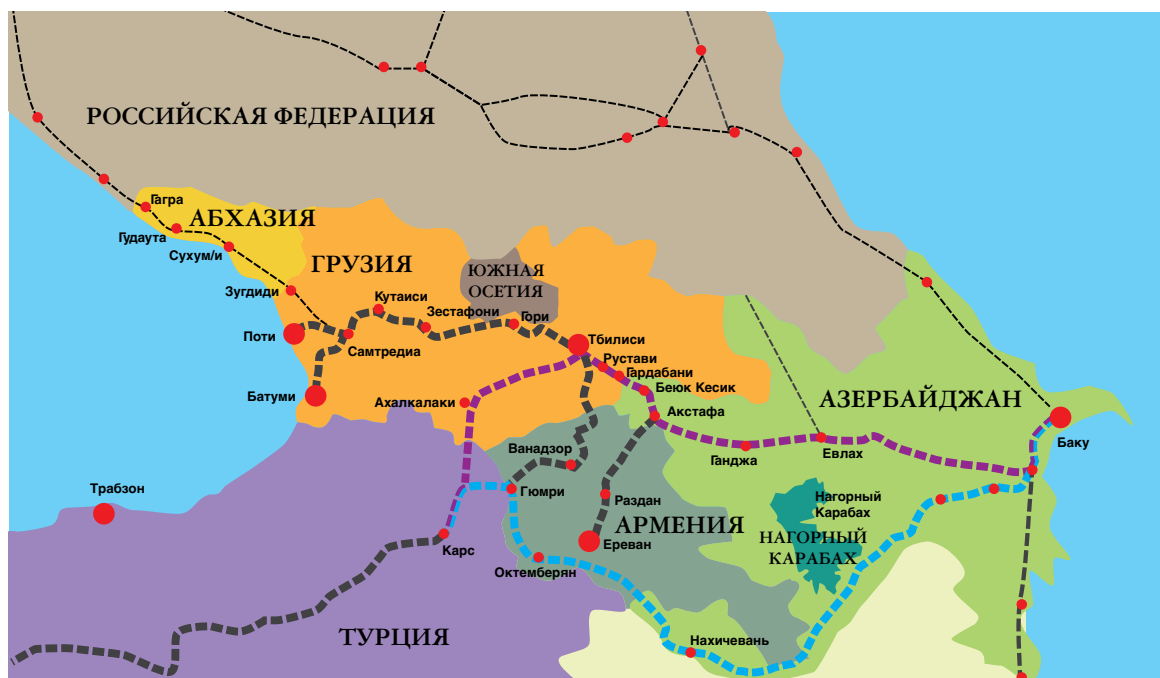 РОССИЙСКАЯ ФЕДЕРАЦИЯ
Гагра
АБХАЗИЯ
Гудаута
Сухум/и
ГРУЗИЯ
ЮЖНАЯ
ОСЕТИЯ
Зугдиди
Кутаиси
Зестафони
Гори
Поти
Самтредиа
Тбилиси
Рустави
Гардабани
Беюк Кесик
Батуми
Ахалкалаки
Акстафа
АЗЕРБАЙДЖАН
Баку
Ванадзор
Ганджа
Евлах
Трабзон
Гюмри
Раздан
Нагорный
Карабах
АРМЕНИЯ
НАГОРНЫЙ
КАРАБАХ
Карс
Ереван
Октемберян
ТУРЦИЯ
Нахичевань